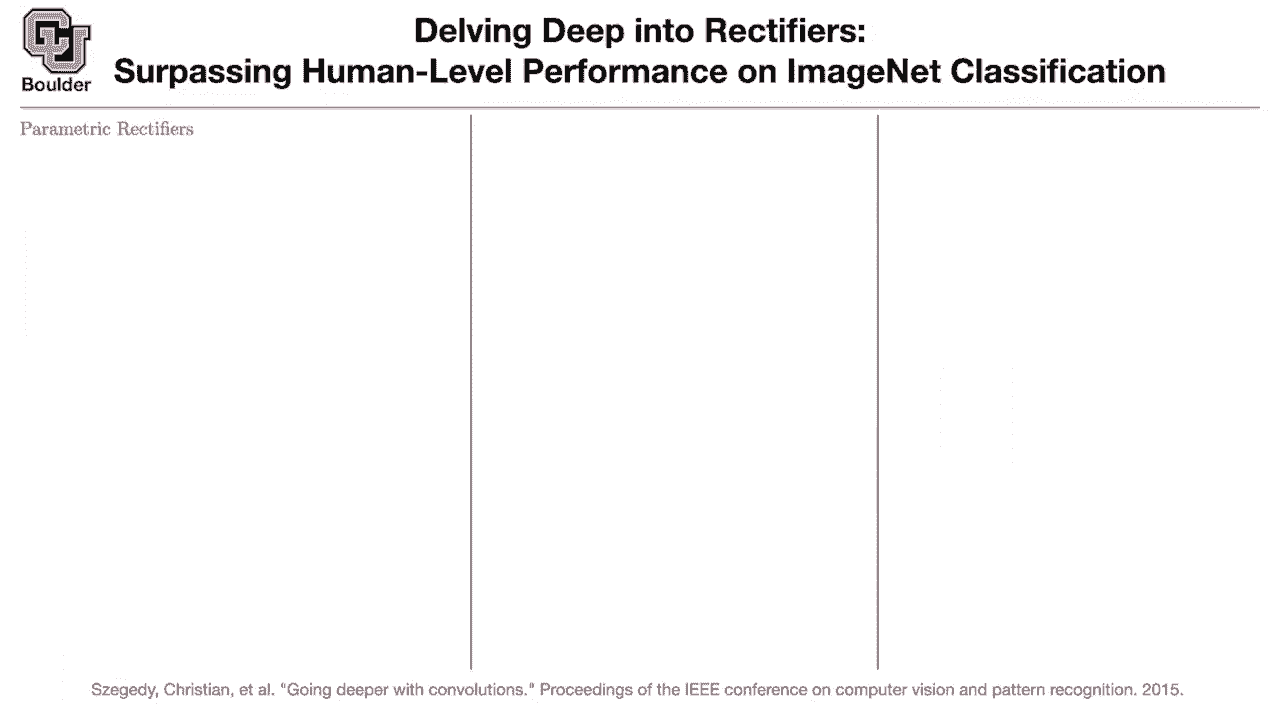 CU
Boulder
Delving Deep into Rectifiers:
Surpassing Human-Level Performance on ImageNet Classification
Parametric Rectifiers
Szegedy, Christian, et al. "Going deeper with convolutions." Proceedings of the IEEE conference on computer vision and pattern recognition. 2015.